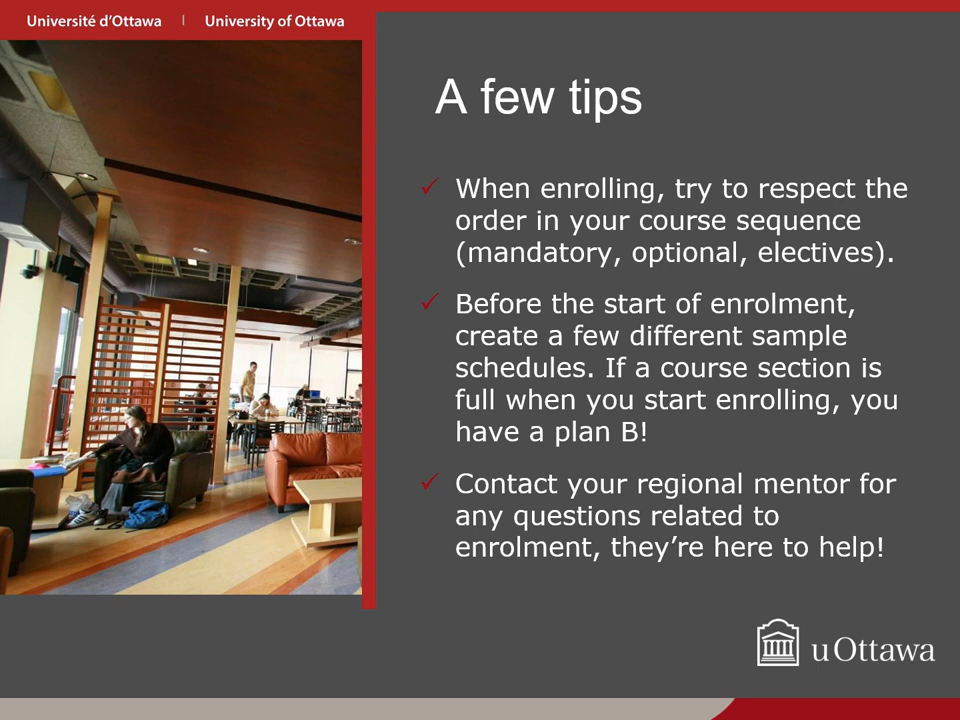 Université d'Ottawa | University of Ottawa
A few tips
When enrolling, try to respect the
order in your course sequence
(mandatory, optional, electives).
Before the start of enrolment,
create a few different sample
schedules. If a course section is
full when you start enrolling, you
have a plan B!
Contact your regional mentor for
any questions related to
enrolment, they’re here to help!
uOttawa